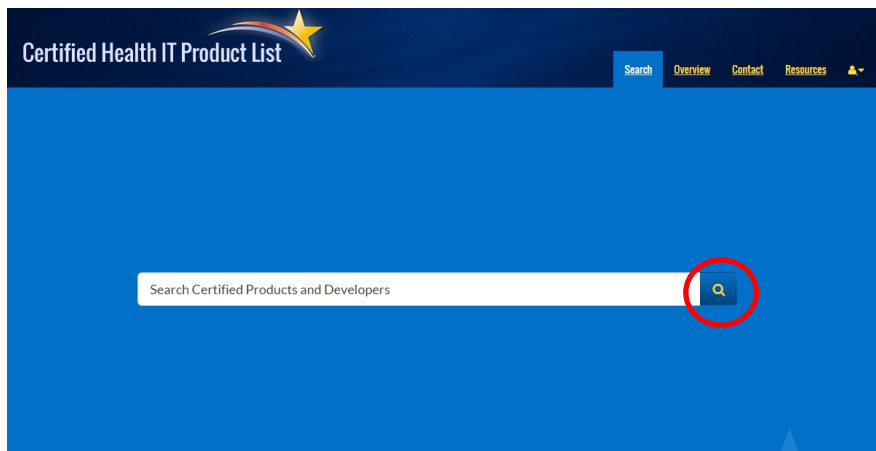 Certified Health IT Product List
Search Overview Contact Resources
Search Certified Products and Developers